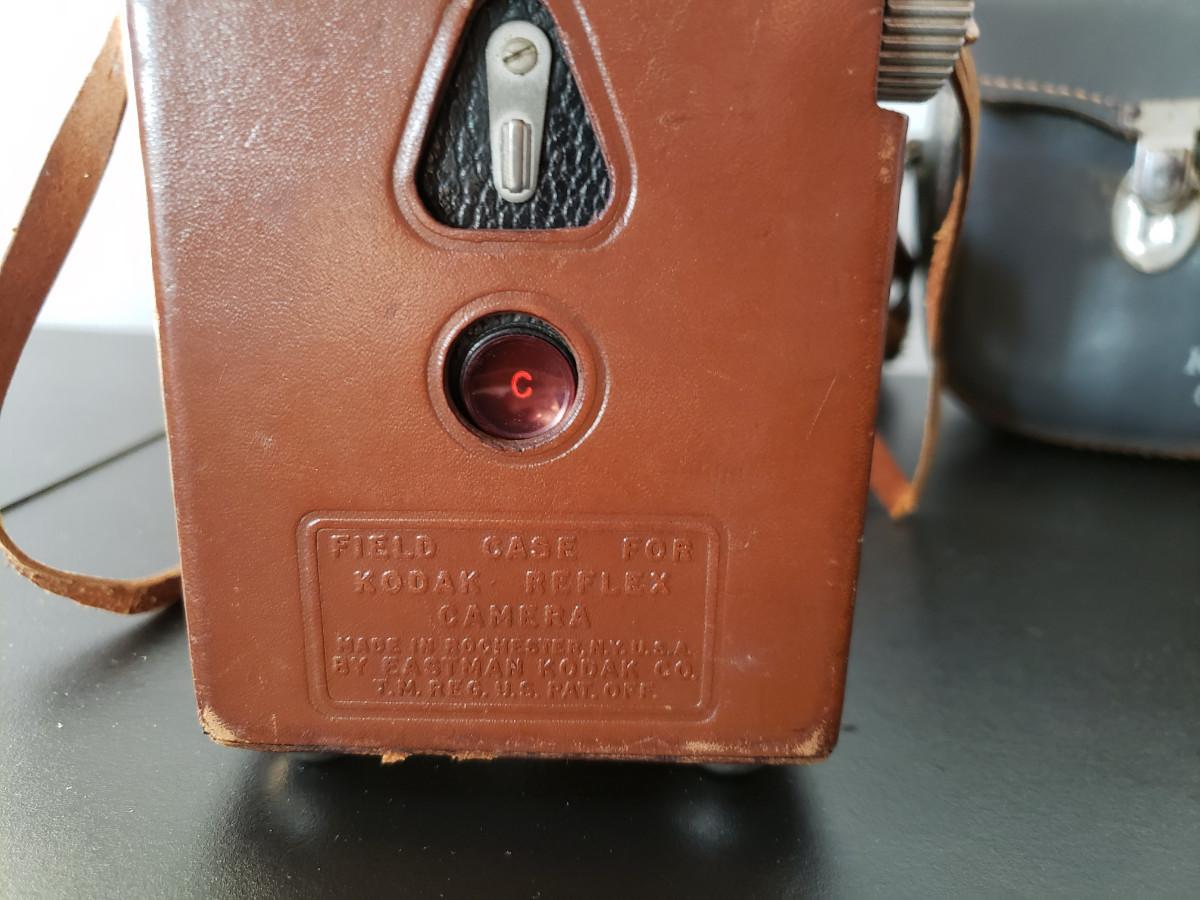 C
FIELD CASE FOR
KODAK REFLEX
CAMERA
MADE IN ROCHESTER, N.Y. U.S.A.
BY EASTMAN KODAK CO.
T.M. REG. U.S. PAT. OFF.